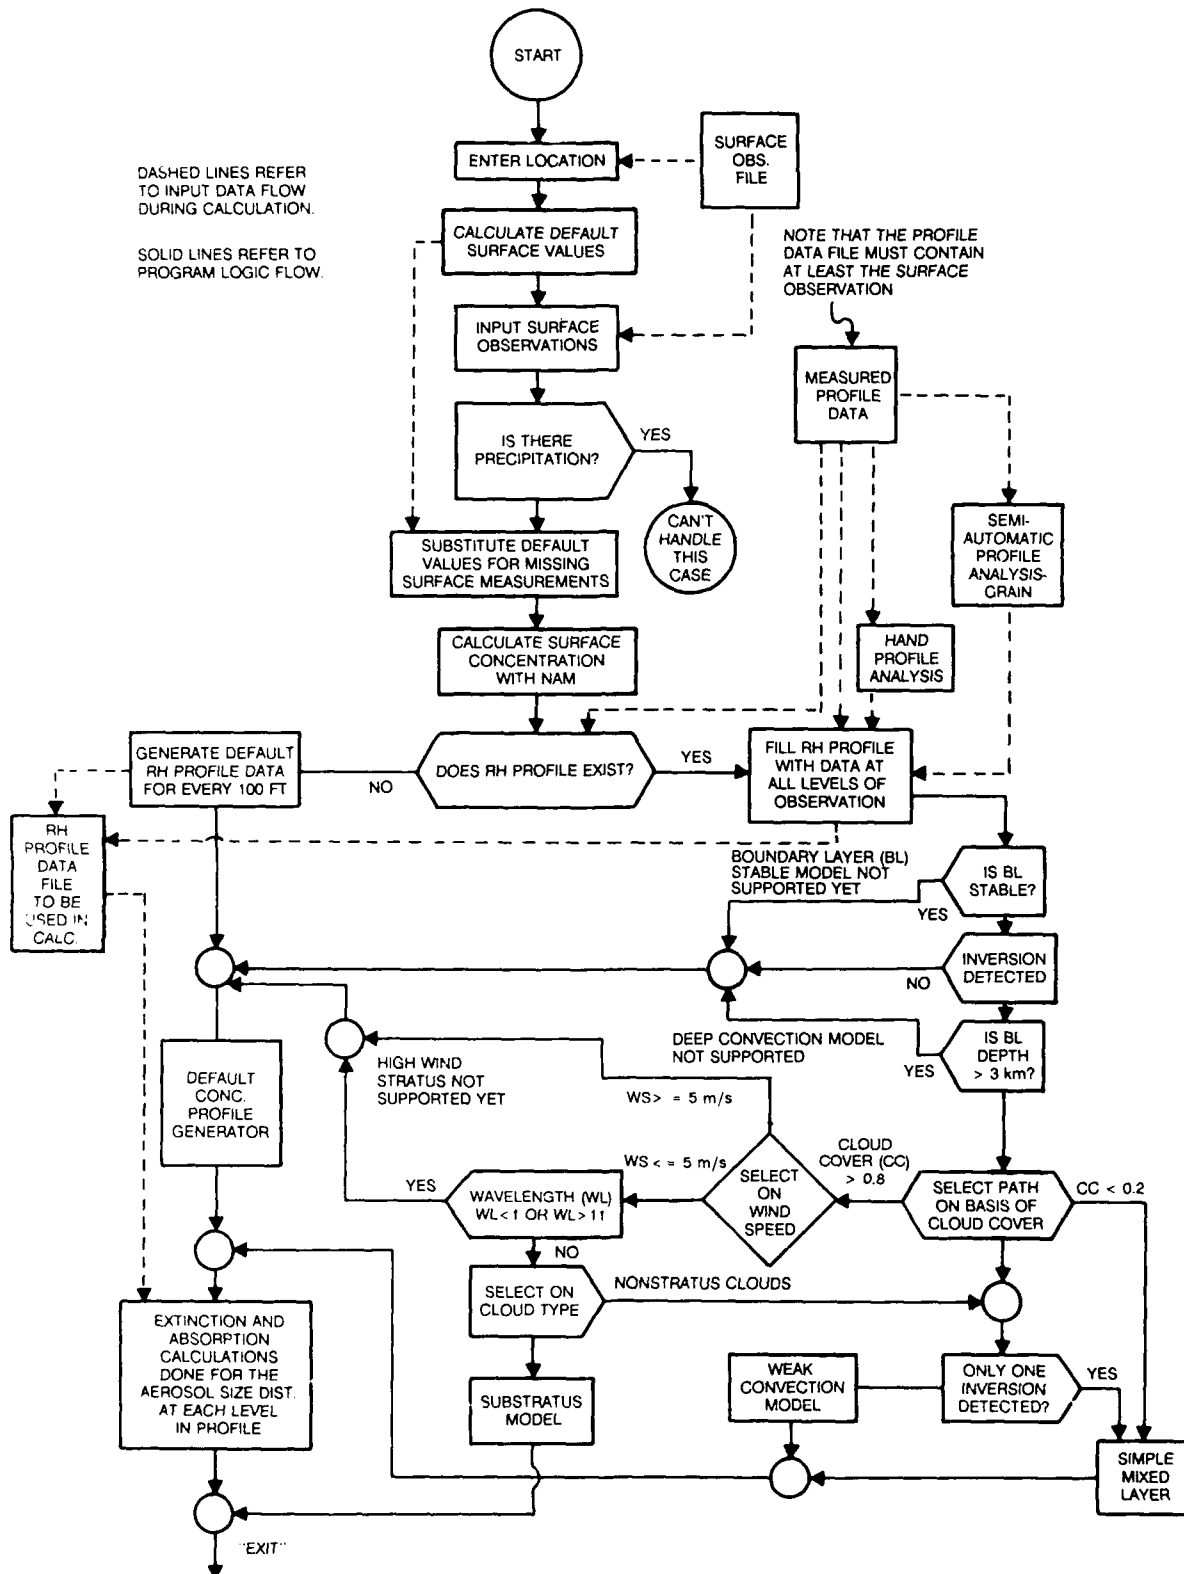 START
ENTER LOCATION
SURFACE
OBS.
FILE
DASHED LINES REFER
TO INPUT DATA FLOW
DURING CALCULATION.
SOLID LINES REFER TO
PROGRAM LOGIC FLOW.
CALCULATE DEFAULT
SURFACE VALUES
NOTE THAT THE PROFILE
DATA FILE MUST CONTAIN
AT LEAST THE SURFACE
OBSERVATION
INPUT SURFACE
OBSERVATIONS
MEASURED
PROFILE
DATA
IS THERE
PRECIPITATION?
YES
CAN'T
HANDLE
THIS
CASE
SUBSTITUTE DEFAULT
VALUES FOR MISSING
SURFACE MEASUREMENTS
SEMI-
AUTOMATIC
PROFILE
ANALYSIS-
GRAIN
CALCULATE SURFACE
CONCENTRATION
WITH NAM
HAND
PROFILE
ANALYSIS
GENERATE DEFAULT
RH PROFILE DATA
FOR EVERY 100 FT
NO
DOES RH PROFILE EXIST?
YES
FILL RH PROFILE
WITH DATA AT
ALL LEVELS OF
OBSERVATION
RH
PROFILE
DATA
FILE
TO BE
USED IN
CALC.
BOUNDARY LAYER (BL)
STABLE MODEL NOT
SUPPORTED YET
IS BL
STABLE?
YES
INVERSION
DETECTED
NO
DEEP CONVECTION MODEL
NOT SUPPORTED
IS BL
DEPTH
> 3 km?
YES
HIGH WIND
STRATUS NOT
SUPPORTED YET
DEFAULT
CONC.
PROFILE
GENERATOR
WS> = 5 m/s
WS < = 5 m/s
CLOUD
COVER (CC)
> 0.8
YES
WAVELENGTH (WL)
WL<1 OR WL>11
SELECT
ON
WIND
SPEED
SELECT PATH
ON BASIS OF
CLOUD COVER
CC < 0.2
NO
SELECT ON
CLOUD TYPE
NONSTRATUS CLOUDS
EXTINCTION AND
ABSORPTION
CALCULATIONS
DONE FOR THE
AEROSOL SIZE DIST.
AT EACH LEVEL
IN PROFILE
SUBSTRATUS
MODEL
WEAK
CONVECTION
MODEL
ONLY ONE
INVERSION
DETECTED?
YES
SIMPLE
MIXED
LAYER
"EXIT"